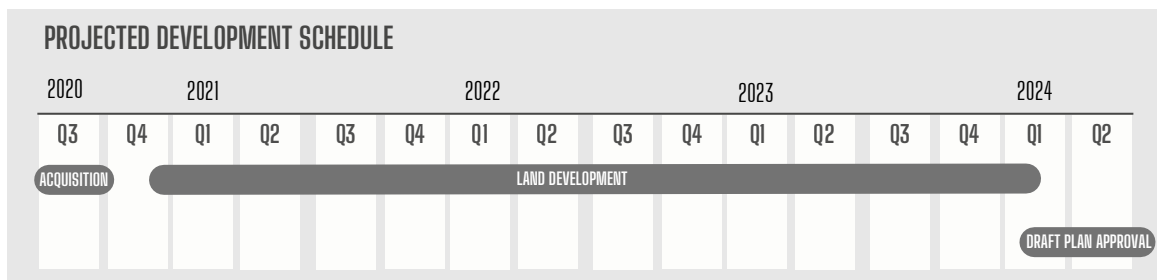 PROJECTED DEVELOPMENT SCHEDULE
2020 2021 2022 2023 2024
Q3 Q4 Q1 Q2 Q3 Q4 Q1 Q2 Q3 Q4 Q1 Q2 Q3 Q4 Q1 Q2
ACQUISITION LAND DEVELOPMENT
DRAFT PLAN APPROVAL